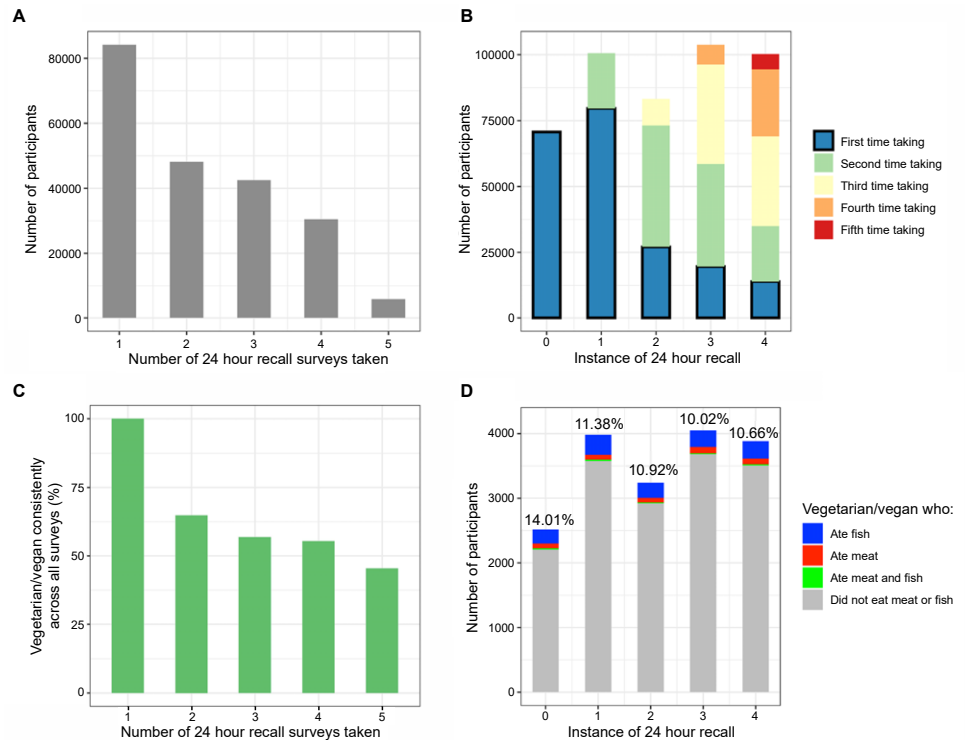 A
Number of participants
80000
60000
40000
20000
0
1 2 3 4 5
Number of 24 hour recall surveys taken
B
Number of participants
100000
75000
50000
25000
0
0 1 2 3 4
Instance of 24 hour recall
First time taking
Second time taking
Third time taking
Fourth time taking
Fifth time taking
C
Vegetarian/vegan consistently
across all surveys (%)
100
75
50
25
0
1 2 3 4 5
Number of 24 hour recall surveys taken
D
Number of participants
4000
3000
2000
1000
0
14.01%
11.38%
10.92%
10.02%
10.66%
0 1 2 3 4
Instance of 24 hour recall
Vegetarian/vegan who:
Ate fish
Ate meat
Ate meat and fish
Did not eat meat or fish